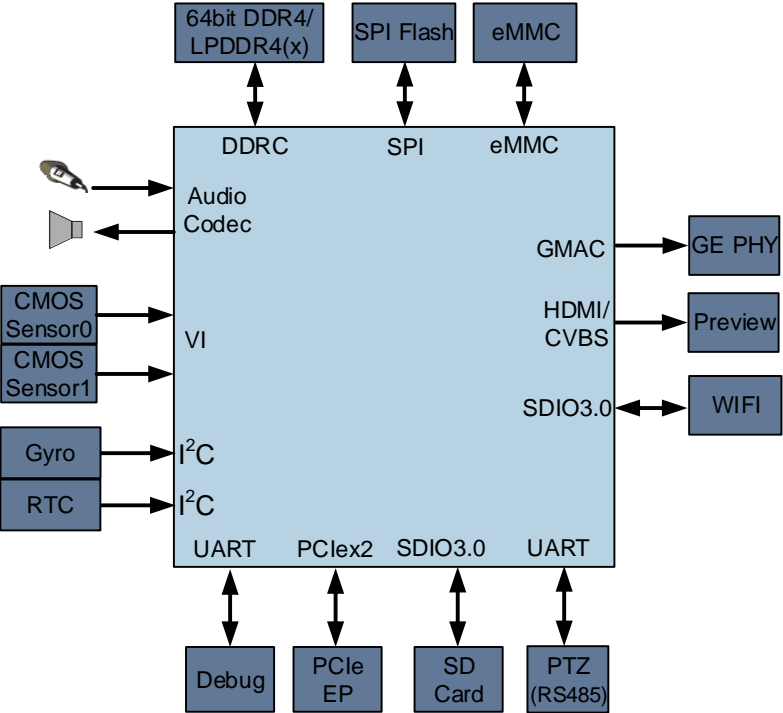 64bit DDR4/
LPDDR4(x)
SPI Flash
eMMC
DDRC
SPI
eMMC
Audio
Codec
GMAC
GE PHY
CMOS
Sensor0
VI
HDMI/
CVBS
Preview
CMOS
Sensor1
SDIO3.0
WIFI
Gyro
I²C
RTC
I²C
UART
PCIex2
SDIO3.0
UART
Debug
PCIe
EP
SD
Card
PTZ
(RS485)